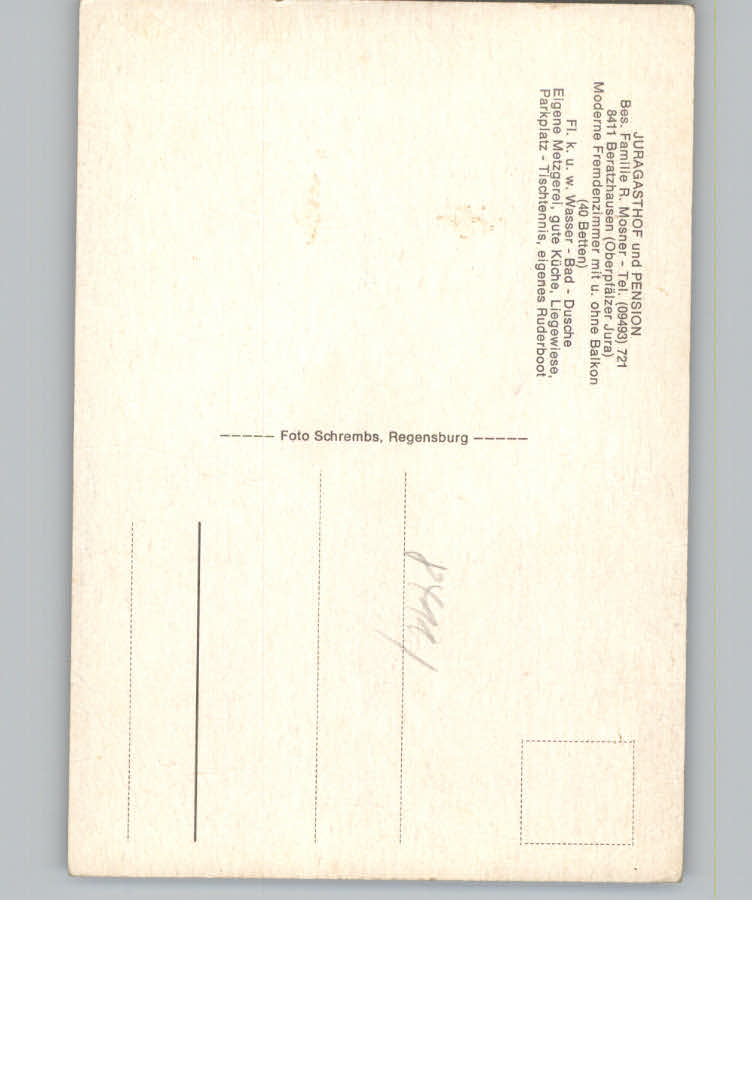 JURAGASTHOF und PENSION
Bes. Familie R. Mosner - Tel. (09493) 721
8411 Beratzhausen (Oberpfälzer Jura)
Moderne Fremdenzimmer mit u. ohne Balkon
(40 Betten)
Fl. k. u. w. Wasser - Bad - Dusche
Eigene Metzgerei, gute Küche, Liegewiese,
Parkplatz - Tischtennis, eigenes Ruderboot
----- Foto Schrembs, Regensburg -----